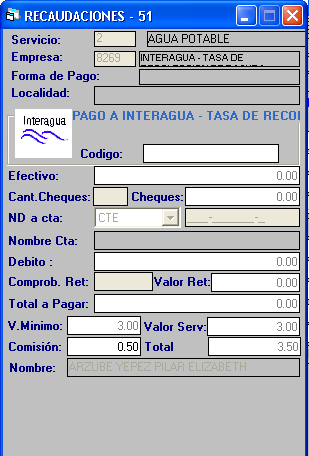 RECAUDACIONES - 51
Servicio: 2 AGUA POTABLE
Empresa: 8269 INTERAGUA - TASA DE
Forma de Pago:
Localidad:
Interagua PAGO A INTERAGUA - TASA DE RECOI
Codigo:
Efectivo: 0.00
Cant.Cheques: Cheques: 0.00
ND a cta: CTE ___-______-_
Nombre Cta:
Debito : 0.00
Comprob. Ret: Valor Ret: 0.00
Total a Pagar: 0.00
V.Minimo: 3.00 Valor Serv: 3.00
Comisión: 0.50 Total 3.50
Nombre: ARZUBE YEPEZ PILAR ELIZABETH